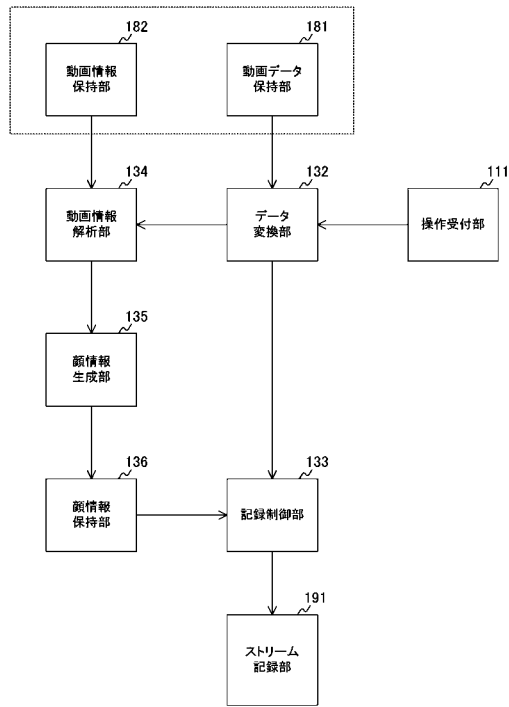 182
動画情報
保持部
181
動画データ
保持部
134
動画情報
解析部
132
データ
変換部
111
操作受付部
135
顔情報
生成部
136
顔情報
保持部
133
記録制御部
191
ストリーム
記録部